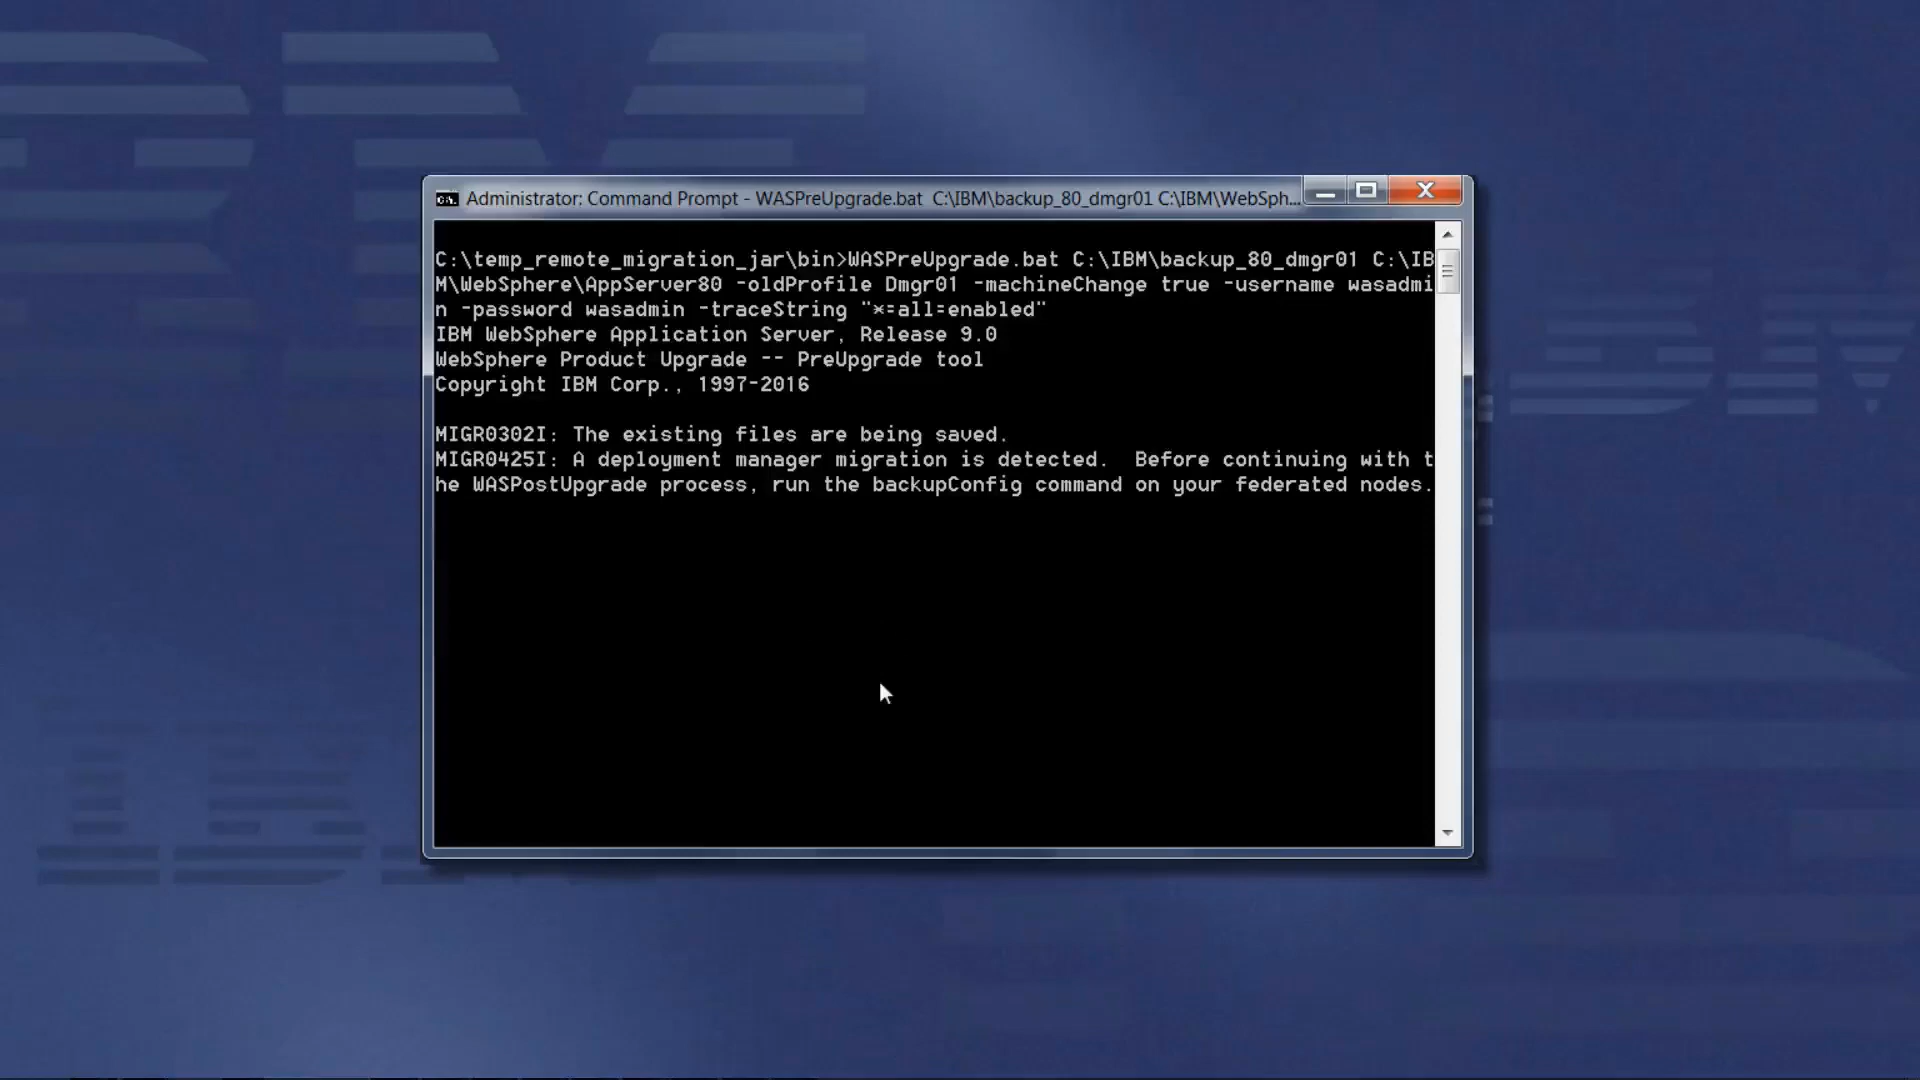 Administrator: Command Prompt - WASPreUpgrade.bat  C:\IBM\backup_80_dmgr01 C:\IBM\WebSph...
C:\temp_remote_migration_jar\bin>WASPreUpgrade.bat C:\IBM\backup_80_dmgr01 C:\IB
M\WebSphere\AppServer80 -oldProfile Dmgr01 -machineChange true -username wasadmi
n -password wasadmin -traceString "*=all=enabled"
IBM WebSphere Application Server, Release 9.0
WebSphere Product Upgrade -- PreUpgrade tool
Copyright IBM Corp., 1997-2016
MIGR0302I: The existing files are being saved.
MIGR0425I: A deployment manager migration is detected.  Before continuing with t
he WASPostUpgrade process, run the backupConfig command on your federated nodes.